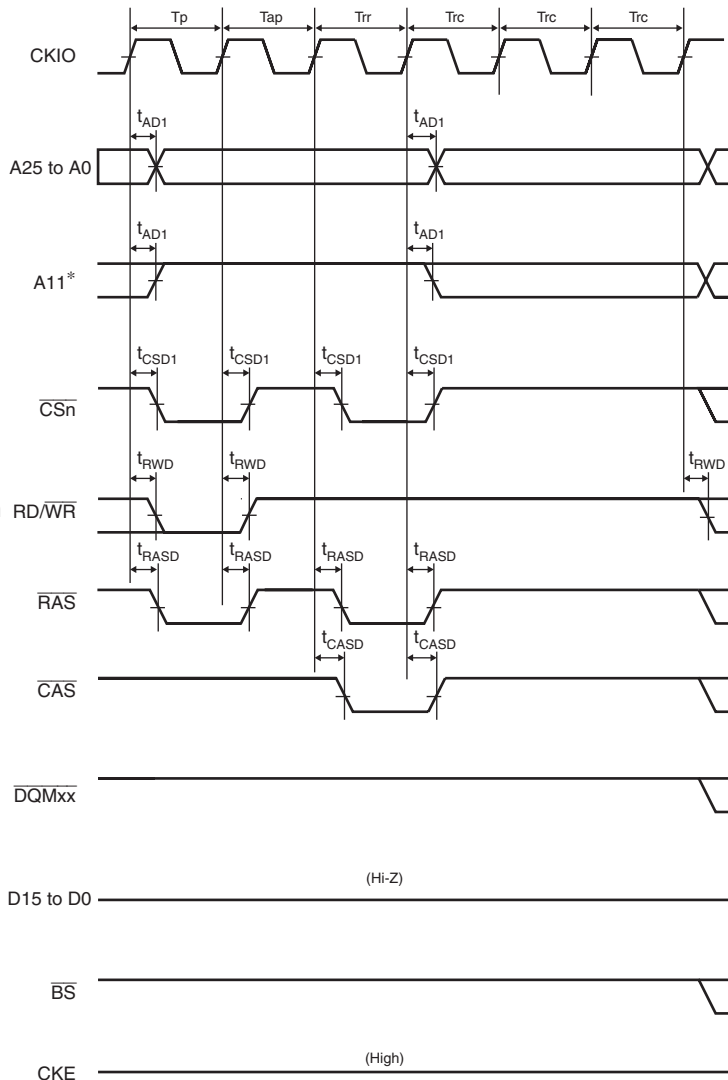 Tp Tap Trr Trc Trc Trc
CKIO
tAD1 tAD1
A25 to A0
tAD1 tAD1
A11*
tCSD1 tCSD1 tCSD1 tCSD1
CSn
tRWD tRWD tRWD
RD/WR
tRASD tRASD tRASD tRASD
RAS
tCASD tCASD
CAS
DQMxx
(Hi-Z)
D15 to D0
BS
(High)
CKE